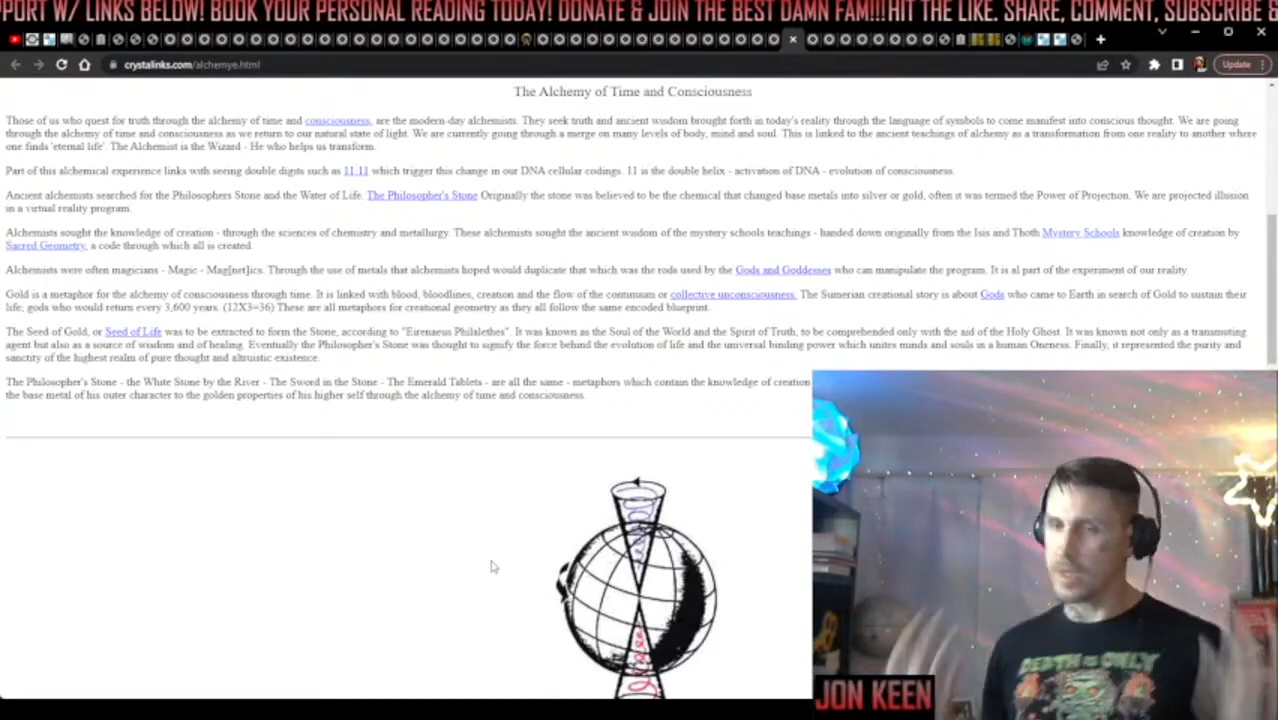 PPORT W/ LINKS BELOW! BOOK YOUR PERSONAL READING TODAY! DONATE & JOIN THE BEST DAMN FAM!!! HIT THE LIKE. SHARE, COMMENT, SUBSCRIBE &
crystalinks.com/alchemye.html
Update
The Alchemy of Time and Consciousness
Those of us who quest for truth through the alchemy of time and consciousness, are the modern-day alchemists. They seek truth and ancient wisdom brought forth in today's reality through the language of symbols to come manifest into conscious thought. We are going
through the alchemy of time and consciousness as we return to our natural state of light. We are currently going through a merge on many levels of body, mind and soul. This is linked to the ancient teachings of alchemy as a transformation from one reality to another where
one finds 'eternal life'. The Alchemist is the Wizard - He who helps us transform.
Part of this alchemical experience links with seeing double digits such as 11.11 which trigger this change in our DNA cellular codings. 11 is the double helix - activation of DNA - evolution of consciousness.
Ancient alchemists searched for the Philosophers Stone and the Water of Life. The Philosopher's Stone Originally the stone was believed to be the chemical that changed base metals into silver or gold, often it was termed the Power of Projection. We are projected illusion
in a virtual reality program.
Alchemists sought the knowledge of creation - through the sciences of chemistry and metallurgy. These alchemists sought the ancient wisdom of the mystery schools teachings - handed down originally from the Isis and Thoth Mystery Schools knowledge of creation by
Sacred Geometry, a code through which all is created.
Alchemists were often magicians - Magic - Mag[net]ics. Through the use of metals that alchemists hoped would duplicate that which was the rods used by the Gods and Goddesses who can manipulate the program. It is al part of the experiment of our reality.
Gold is a metaphor for the alchemy of consciousness through time. It is linked with blood, bloodlines, creation and the flow of the continuum or collective unconsciousness. The Sumerian creational story is about Gods who came to Earth in search of Gold to sustain their
life, gods who would return every 3,600 years. (12X3=36) These are all metaphors for creational geometry as they all follow the same encoded blueprint.
The Seed of Gold, or Seed of Life was to be extracted to form the Stone, according to "Eirenaeus Philalethes". It was known as the Soul of the World and the Spirit of Truth, to be comprehended only with the aid of the Holy Ghost. It was known not only as a transmuting
agent but also as a source of wisdom and of healing. Eventually the Philosopher's Stone was thought to signify the force behind the evolution of life and the universal binding power which unites minds and souls in a human Oneness. Finally, it represented the purity and
sanctity of the highest realm of pure thought and altruistic existence.
The Philosopher's Stone - the White Stone by the River - The Sword in the Stone - The Emerald Tablets - are all the same - metaphors which contain the knowledge of creation
the base metal of his outer character to the golden properties of his higher self through the alchemy of time and consciousness.
JON KEEN